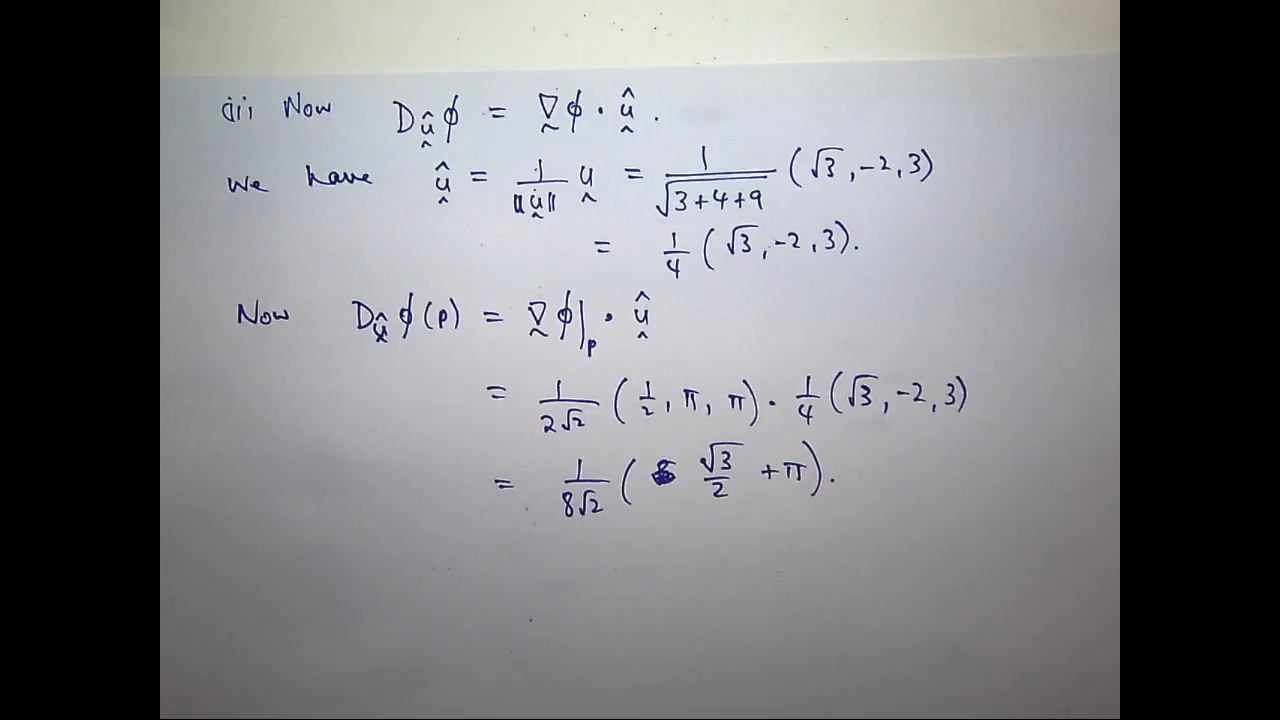 (ii) Now D_û ϕ = ∇ϕ · û.
We have û = 1/‖u‖ u = 1/√(3+4+9) (√3, -2, 3)
= 1/4 (√3, -2, 3).
Now D_û ϕ(p) = ∇ϕ|_p · û
= 1/(2√2) (1/2, π, π) · 1/4 (√3, -2, 3)
= 1/(8√2) ( √3/2 + π).